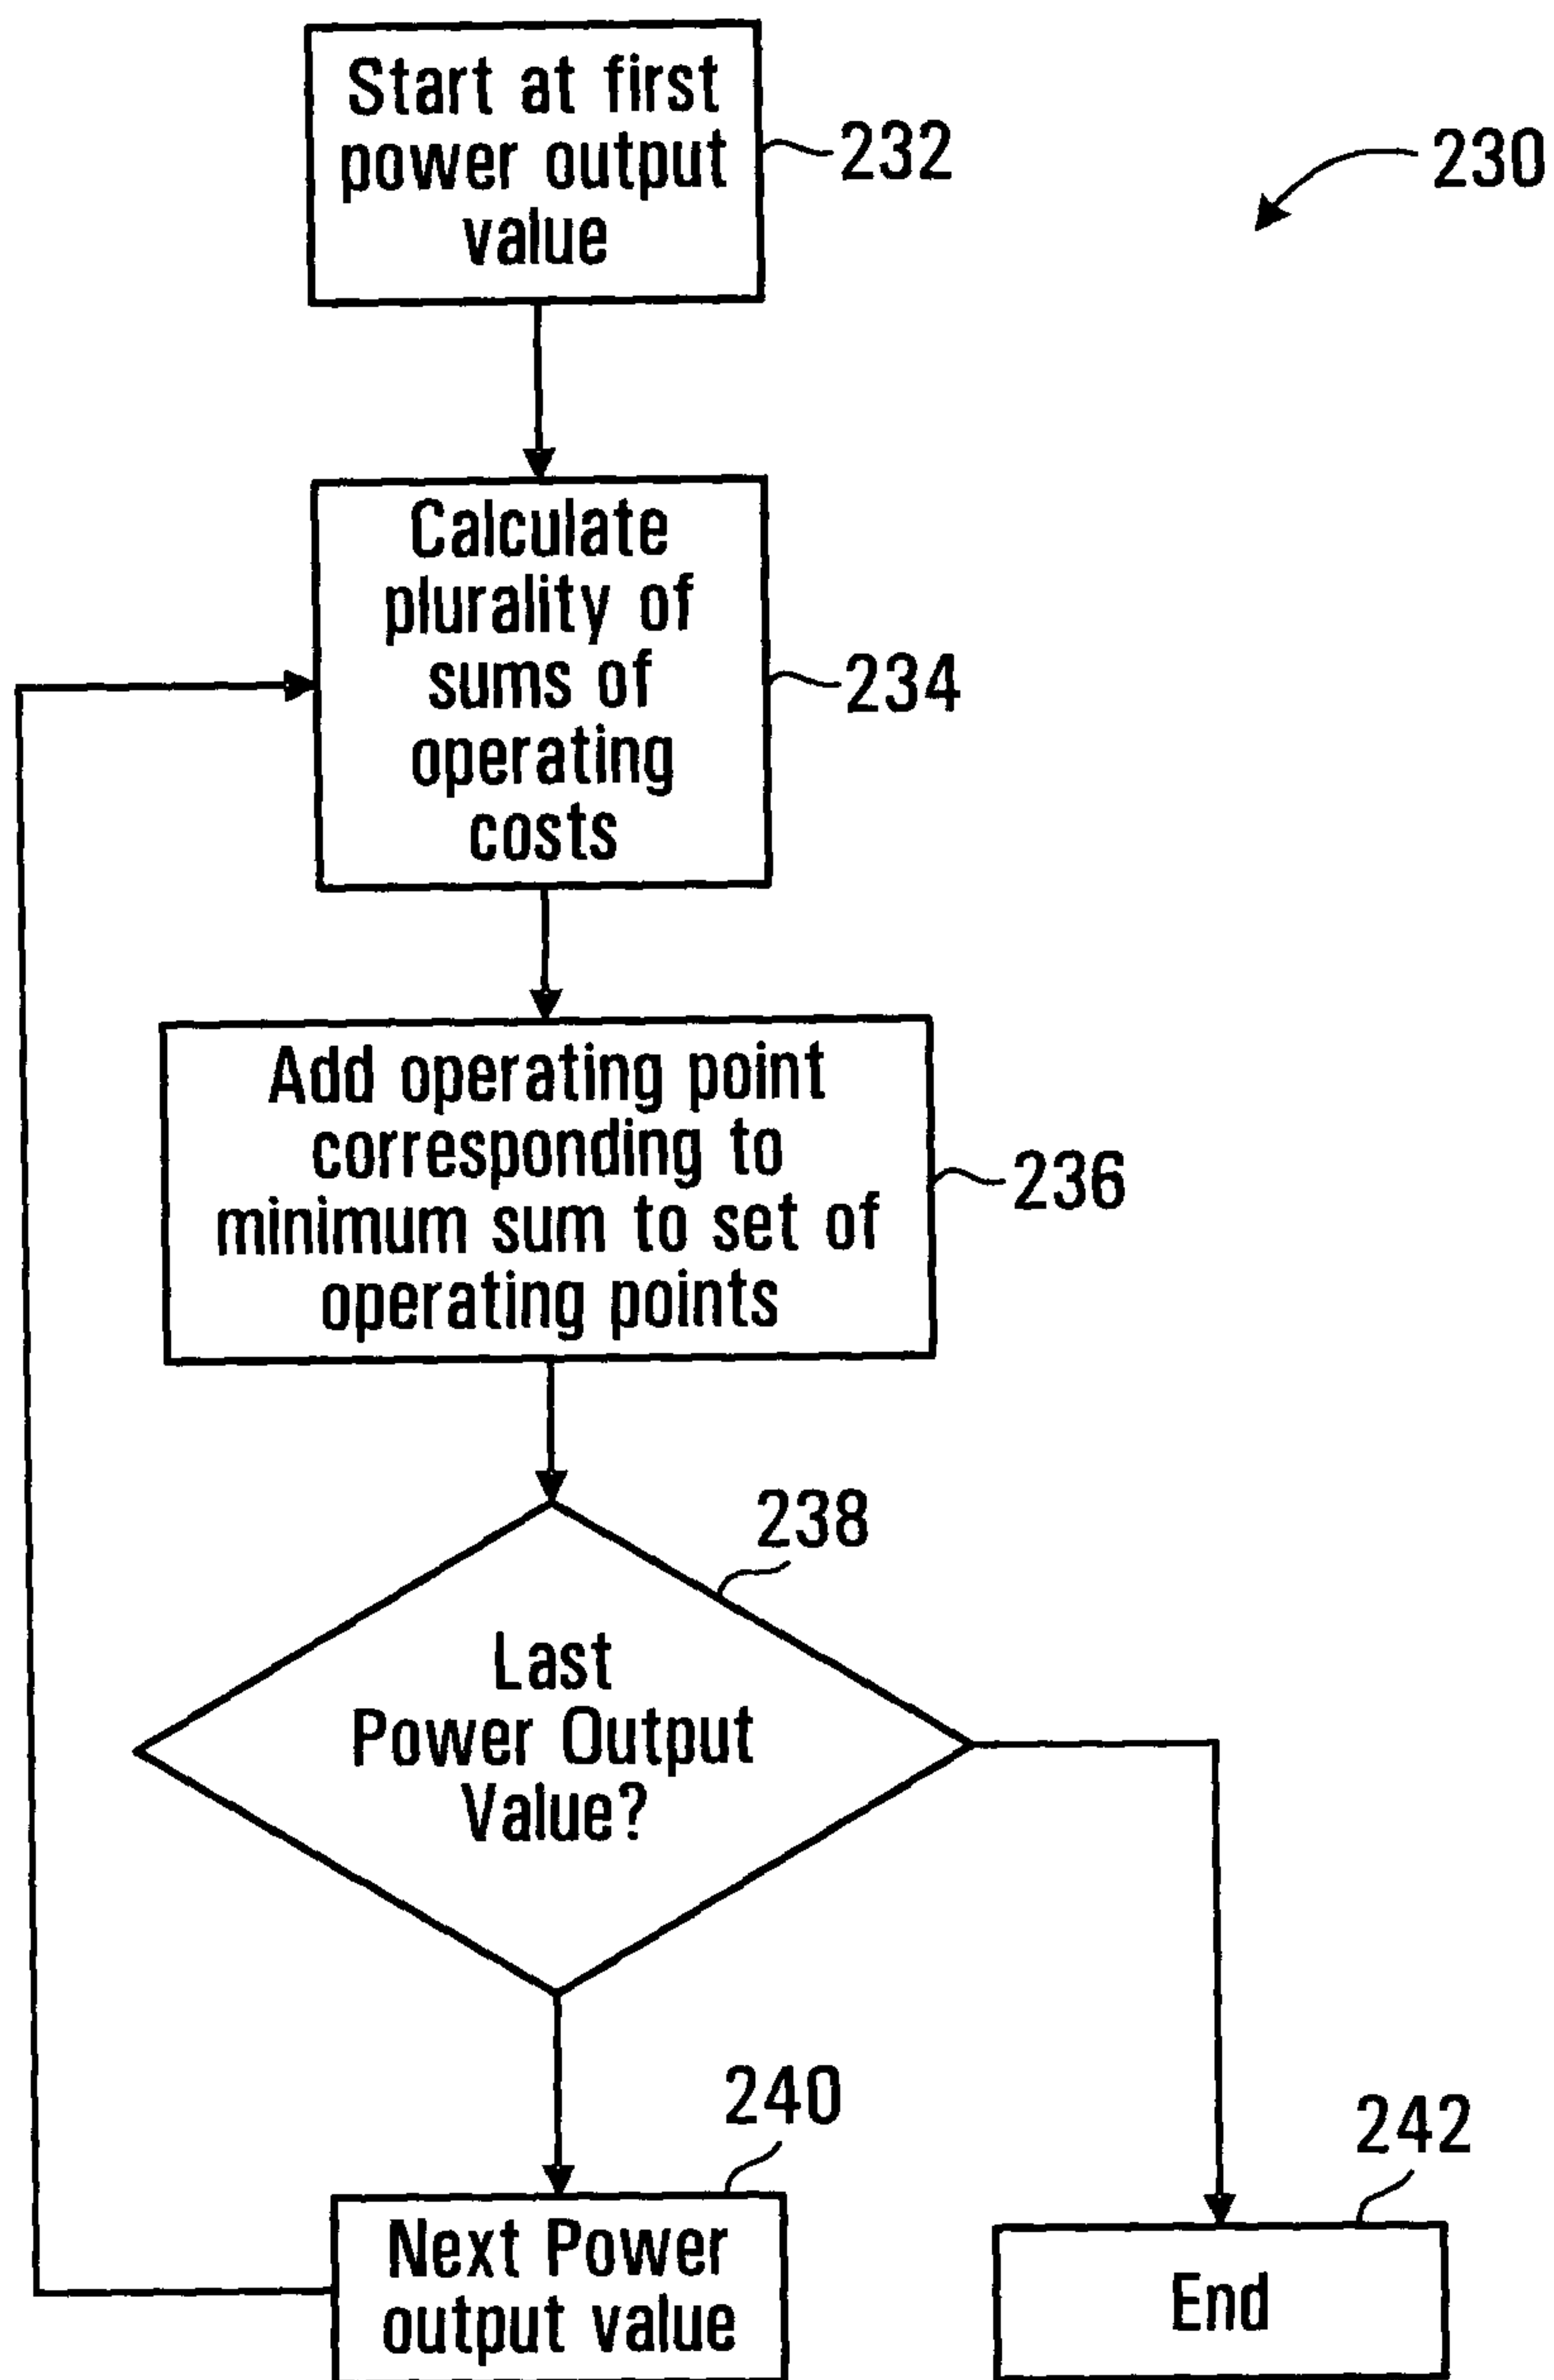 Start at first
power output
value
232
230
Calculate
plurality of
sums of
operating
costs
234
Add operating point
corresponding to
minimum sum to set of
operating points
236
238
Last
Power Output
Value?
240
Next Power
output value
242
End